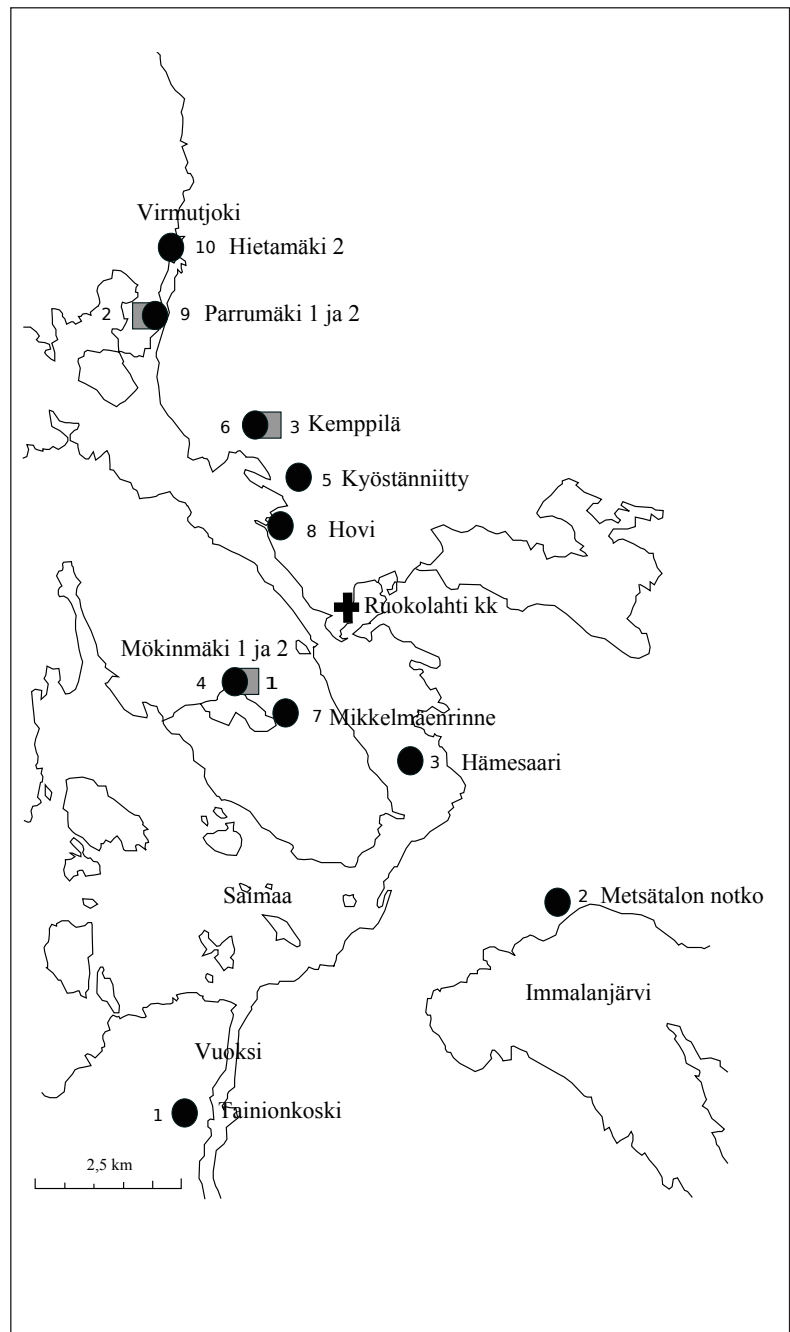 Virmutjoki
10 Hietamäki 2
2 9 Parrumäki 1 ja 2
6 3 Kemppilä
5 Kyöstänniitty
8 Hovi
Ruokolahti kk
Mökinmäki 1 ja 2
4 1
7 Mikkelmäenrinne
3 Hämesaari
2 Metsätalon notko
Saimaa
Immalanjärvi
Vuoksi
1 Tainionkoski
2,5 km